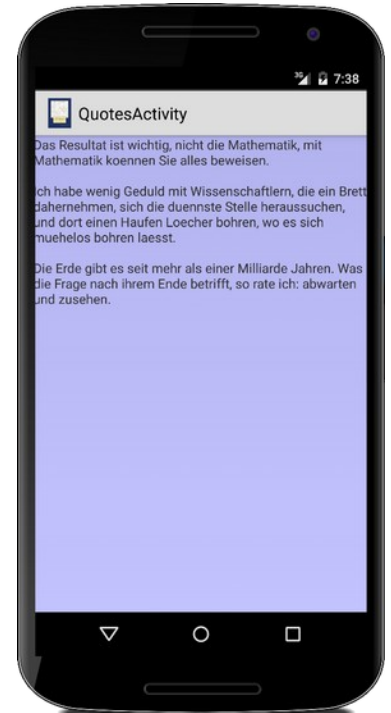 3G 7:38
QuotesActivity
Das Resultat ist wichtig, nicht die Mathematik, mit
Mathematik koennen Sie alles beweisen.
Ich habe wenig Geduld mit Wissenschaftlern, die ein Brett
dahernehmen, sich die duennste Stelle heraussuchen,
und dort einen Haufen Loecher bohren, wo es sich
muehelos bohren laesst.
Die Erde gibt es seit mehr als einer Milliarde Jahren. Was
die Frage nach ihrem Ende betrifft, so rate ich: abwarten
und zusehen.